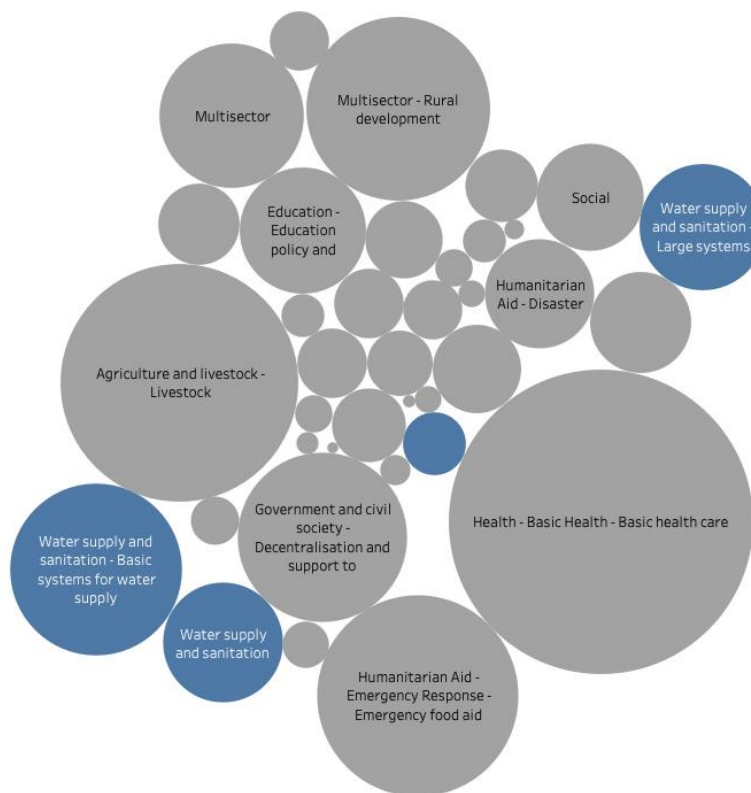 Multisector - Rural
development
Multisector
Social
Education -
Education
policy and
Water supply
and sanitation -
Large systems
Humanitarian
Aid - Disaster
Agriculture and livestock -
Livestock
Health - Basic Health - Basic health care
Government and civil
society -
Decentralisation and
support to
Water supply and
sanitation - Basic
systems for water
supply
Water supply
and sanitation
Humanitarian Aid -
Emergency Response -
Emergency food aid